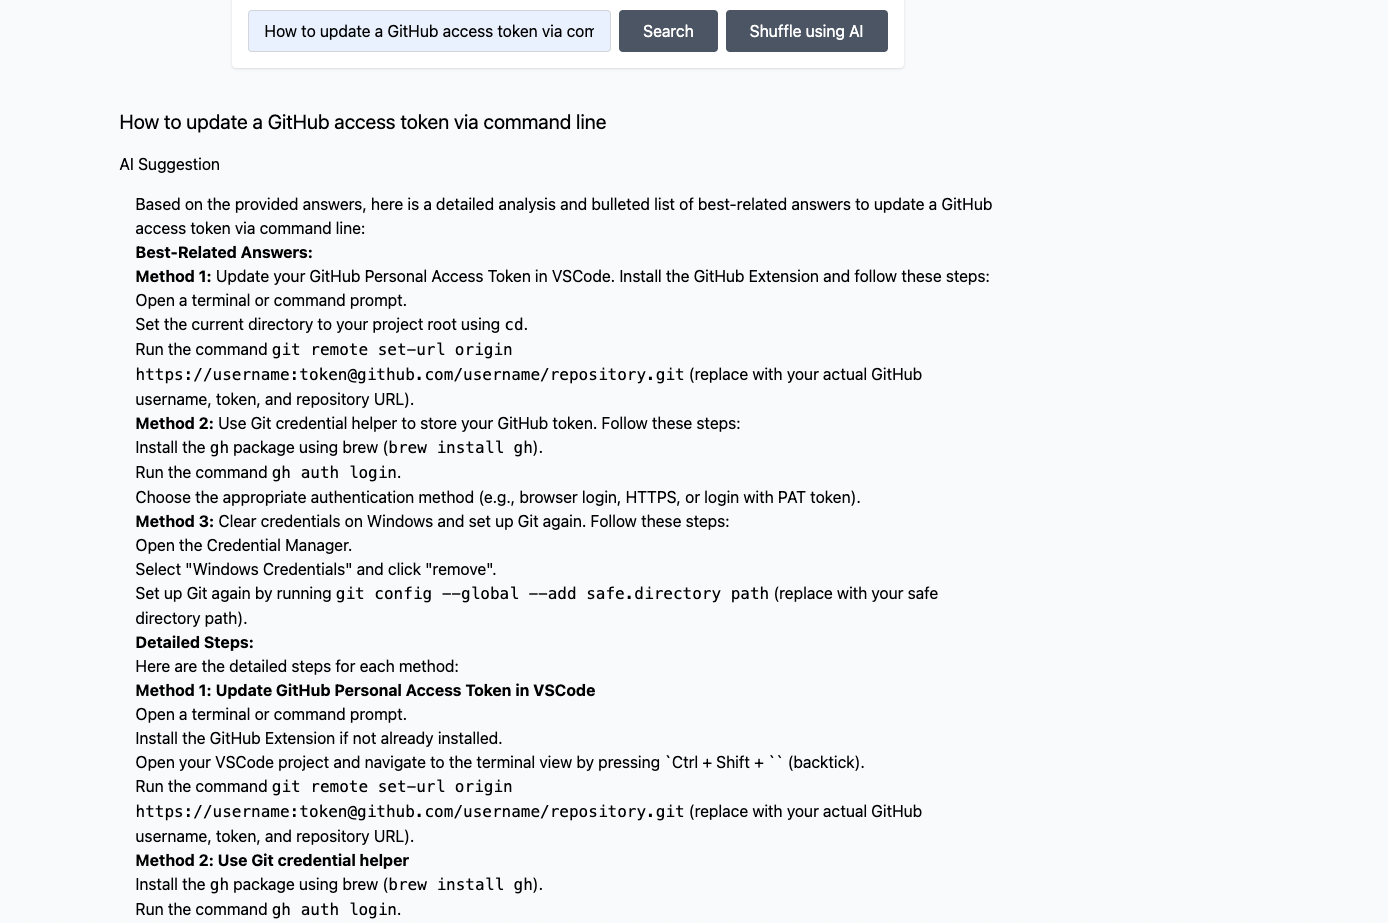 How to update a GitHub access token via com
Search
Shuffle using AI
How to update a GitHub access token via command line
AI Suggestion
Based on the provided answers, here is a detailed analysis and bulleted list of best-related answers to update a GitHub
access token via command line:
Best-Related Answers:
Method 1: Update your GitHub Personal Access Token in VSCode. Install the GitHub Extension and follow these steps:
Open a terminal or command prompt.
Set the current directory to your project root using cd.
Run the command git remote set-url origin
https://username:token@github.com/username/repository.git (replace with your actual GitHub
username, token, and repository URL).
Method 2: Use Git credential helper to store your GitHub token. Follow these steps:
Install the gh package using brew (brew install gh).
Run the command gh auth login.
Choose the appropriate authentication method (e.g., browser login, HTTPS, or login with PAT token).
Method 3: Clear credentials on Windows and set up Git again. Follow these steps:
Open the Credential Manager.
Select "Windows Credentials" and click "remove".
Set up Git again by running git config --global --add safe.directory path (replace with your safe
directory path).
Detailed Steps:
Here are the detailed steps for each method:
Method 1: Update GitHub Personal Access Token in VSCode
Open a terminal or command prompt.
Install the GitHub Extension if not already installed.
Open your VSCode project and navigate to the terminal view by pressing `Ctrl + Shift + `` (backtick).
Run the command git remote set-url origin
https://username:token@github.com/username/repository.git (replace with your actual GitHub
username, token, and repository URL).
Method 2: Use Git credential helper
Install the gh package using brew (brew install gh).
Run the command gh auth login.